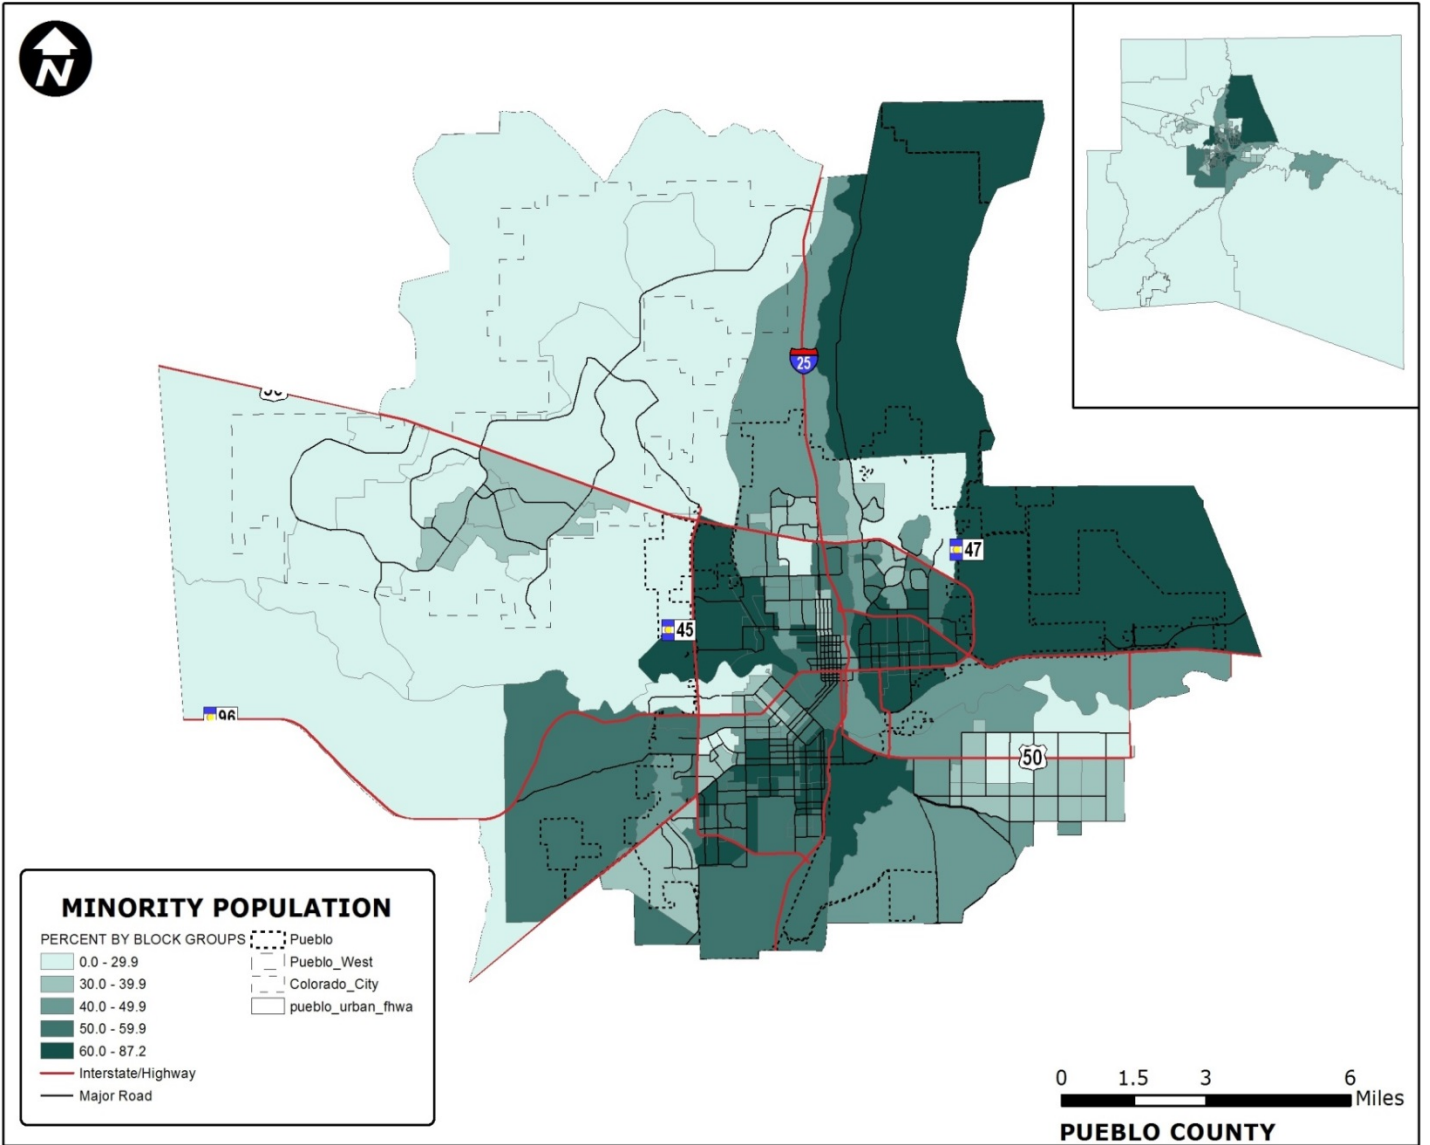 N
25
47
45
96
50
MINORITY POPULATION
PERCENT BY BLOCK GROUPS
0.0 - 29.9
30.0 - 39.9
40.0 - 49.9
50.0 - 59.9
60.0 - 87.2
Interstate/Highway
Major Road
Pueblo
Pueblo_West
Colorado_City
pueblo_urban_fhwa
0 1.5 3 6
Miles
PUEBLO COUNTY